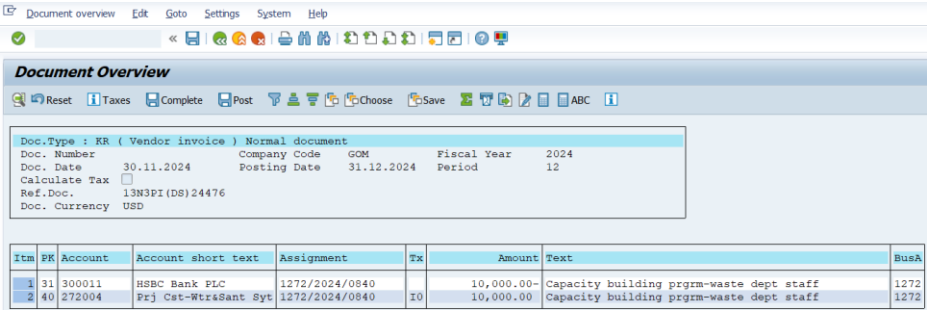 Document overview Edit Goto Settings System Help
Document Overview
Reset Taxes Complete Post Choose Save ABC
Doc.Type : KR ( Vendor invoice ) Normal document
Doc. Number Company Code GOM Fiscal Year 2024
Doc. Date 30.11.2024 Posting Date 31.12.2024 Period 12
Calculate Tax
Ref.Doc. 13N3PI(DS)24476
Doc. Currency USD
Itm PK Account Account short text Assignment Tx Amount Text BusA
1 31 300011 HSBC Bank PLC 1272/2024/0840 10,000.00- Capacity building prgrm-waste dept staff 1272
2 40 272004 Prj Cst-Wtr&Sant Syt 1272/2024/0840 I0 10,000.00 Capacity building prgrm-waste dept staff 1272